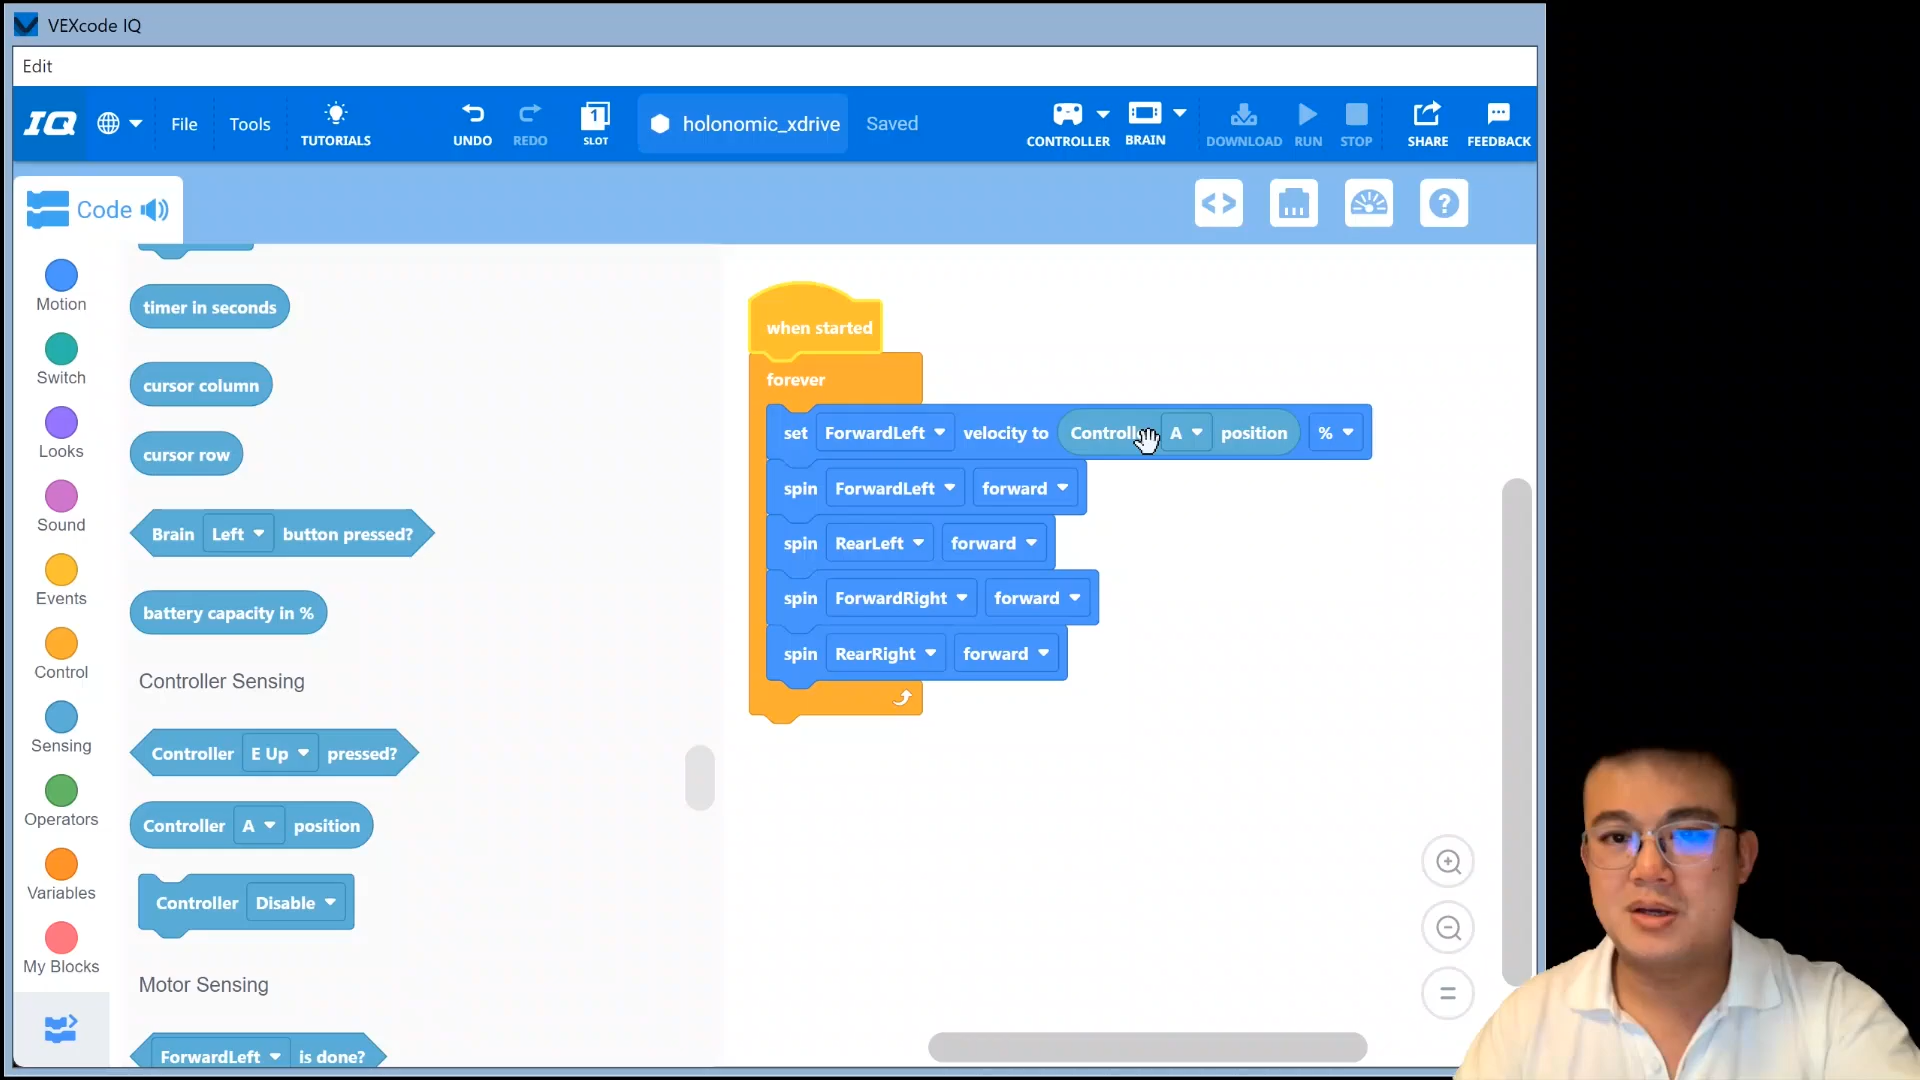 VEXcode IQ
Edit
IQ File Tools TUTORIALS UNDO REDO 1 SLOT holonomic_xdrive Saved CONTROLLER BRAIN DOWNLOAD RUN STOP SHARE FEEDBACK
Code
Motion
Switch
Looks
Sound
Events
Control
Sensing
Operators
Variables
My Blocks
timer in seconds
cursor column
cursor row
Brain Left button pressed?
battery capacity in %
Controller Sensing
Controller E Up pressed?
Controller A position
Controller Disable
Motor Sensing
ForwardLeft is done?
when started
forever
set ForwardLeft velocity to Controll A position %
spin ForwardLeft forward
spin RearLeft forward
spin ForwardRight forward
spin RearRight forward